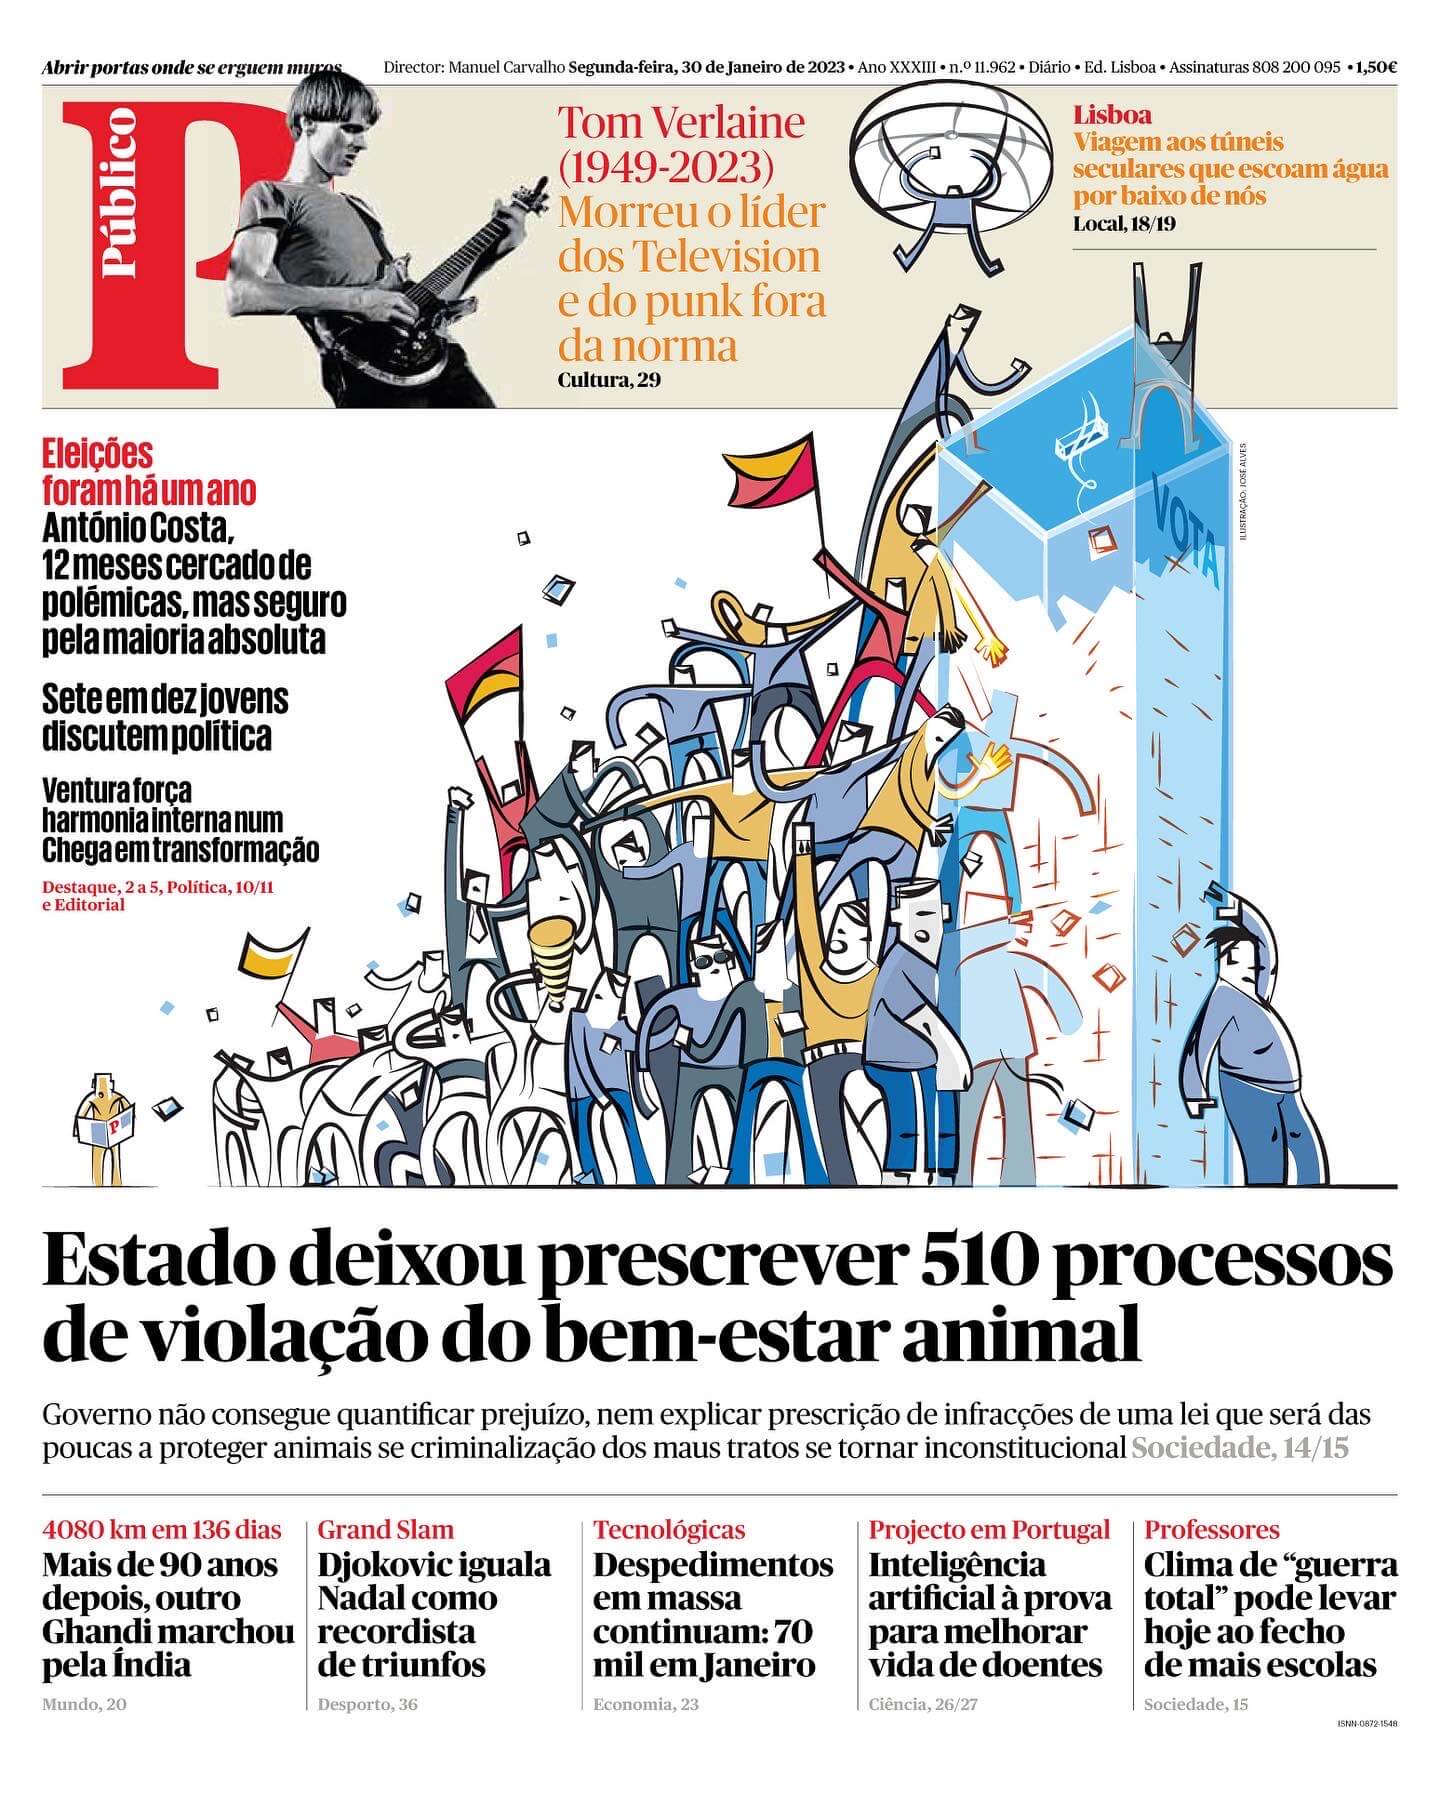 Abrir portas onde se erguem muros
Director: Manuel Carvalho Segunda-feira, 30 de Janeiro de 2023 • Ano XXXIII • n.º 11.962 • Diário • Ed. Lisboa • Assinaturas 808 200 095 • 1,50€
P
Público
Tom Verlaine
(1949-2023)
Morreu o líder
dos Television
e do punk fora
da norma
Cultura, 29
Lisboa
Viagem aos túneis
seculares que escoam água
por baixo de nós
Local, 18/19
Eleições
foram há um ano
António Costa,
12 meses cercado de
polémicas, mas seguro
pela maioria absoluta
Sete em dez jovens
discutem política
Ventura força
harmonia interna num
Chega em transformação
Destaque, 2 a 5, Política, 10/11
e Editorial
ILUSTRAÇÃO: JOSÉ ALVES
VOTA
P
Estado deixou prescrever 510 processos
de violação do bem-estar animal
Governo não consegue quantificar prejuízo, nem explicar prescrição de infracções de uma lei que será das
poucas a proteger animais se criminalização dos maus tratos se tornar inconstitucional Sociedade, 14/15
4080 km em 136 dias
Mais de 90 anos
depois, outro
Ghandi marchou
pela Índia
Mundo, 20
Grand Slam
Djokovic iguala
Nadal como
recordista
de triunfos
Desporto, 36
Tecnológicas
Despedimentos
em massa
continuam: 70
mil em Janeiro
Economia, 23
Projecto em Portugal
Inteligência
artificial à prova
para melhorar
vida de doentes
Ciência, 26/27
Professores
Clima de “guerra
total” pode levar
hoje ao fecho
de mais escolas
Sociedade, 15
ISNN-0872-1548